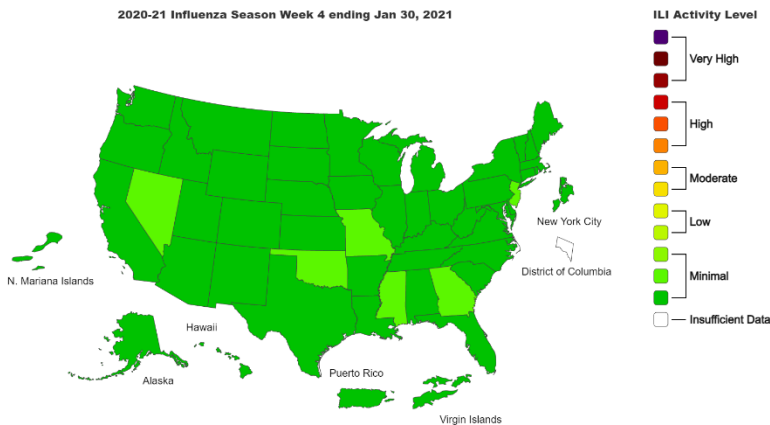 2020-21 Influenza Season Week 4 ending Jan 30, 2021
ILI Activity Level
Very High
High
Moderate
Low
Minimal
Insufficient Data
New York City
District of Columbia
N. Mariana Islands
Hawaii
Alaska
Puerto Rico
Virgin Islands